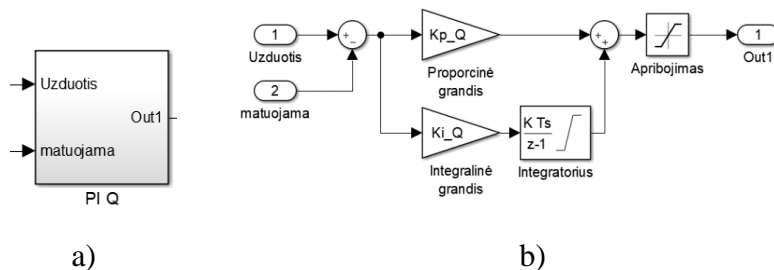 Uzduotis
Out1
matuojama
PI Q
a)
1
Uzduotis
2
matuojama
+
−
Kp_Q
Proporcinė
grandis
Ki_Q
Integralinė
grandis
K Ts
z-1
Integratorius
+
+
Apribojimas
1
Out1
b)